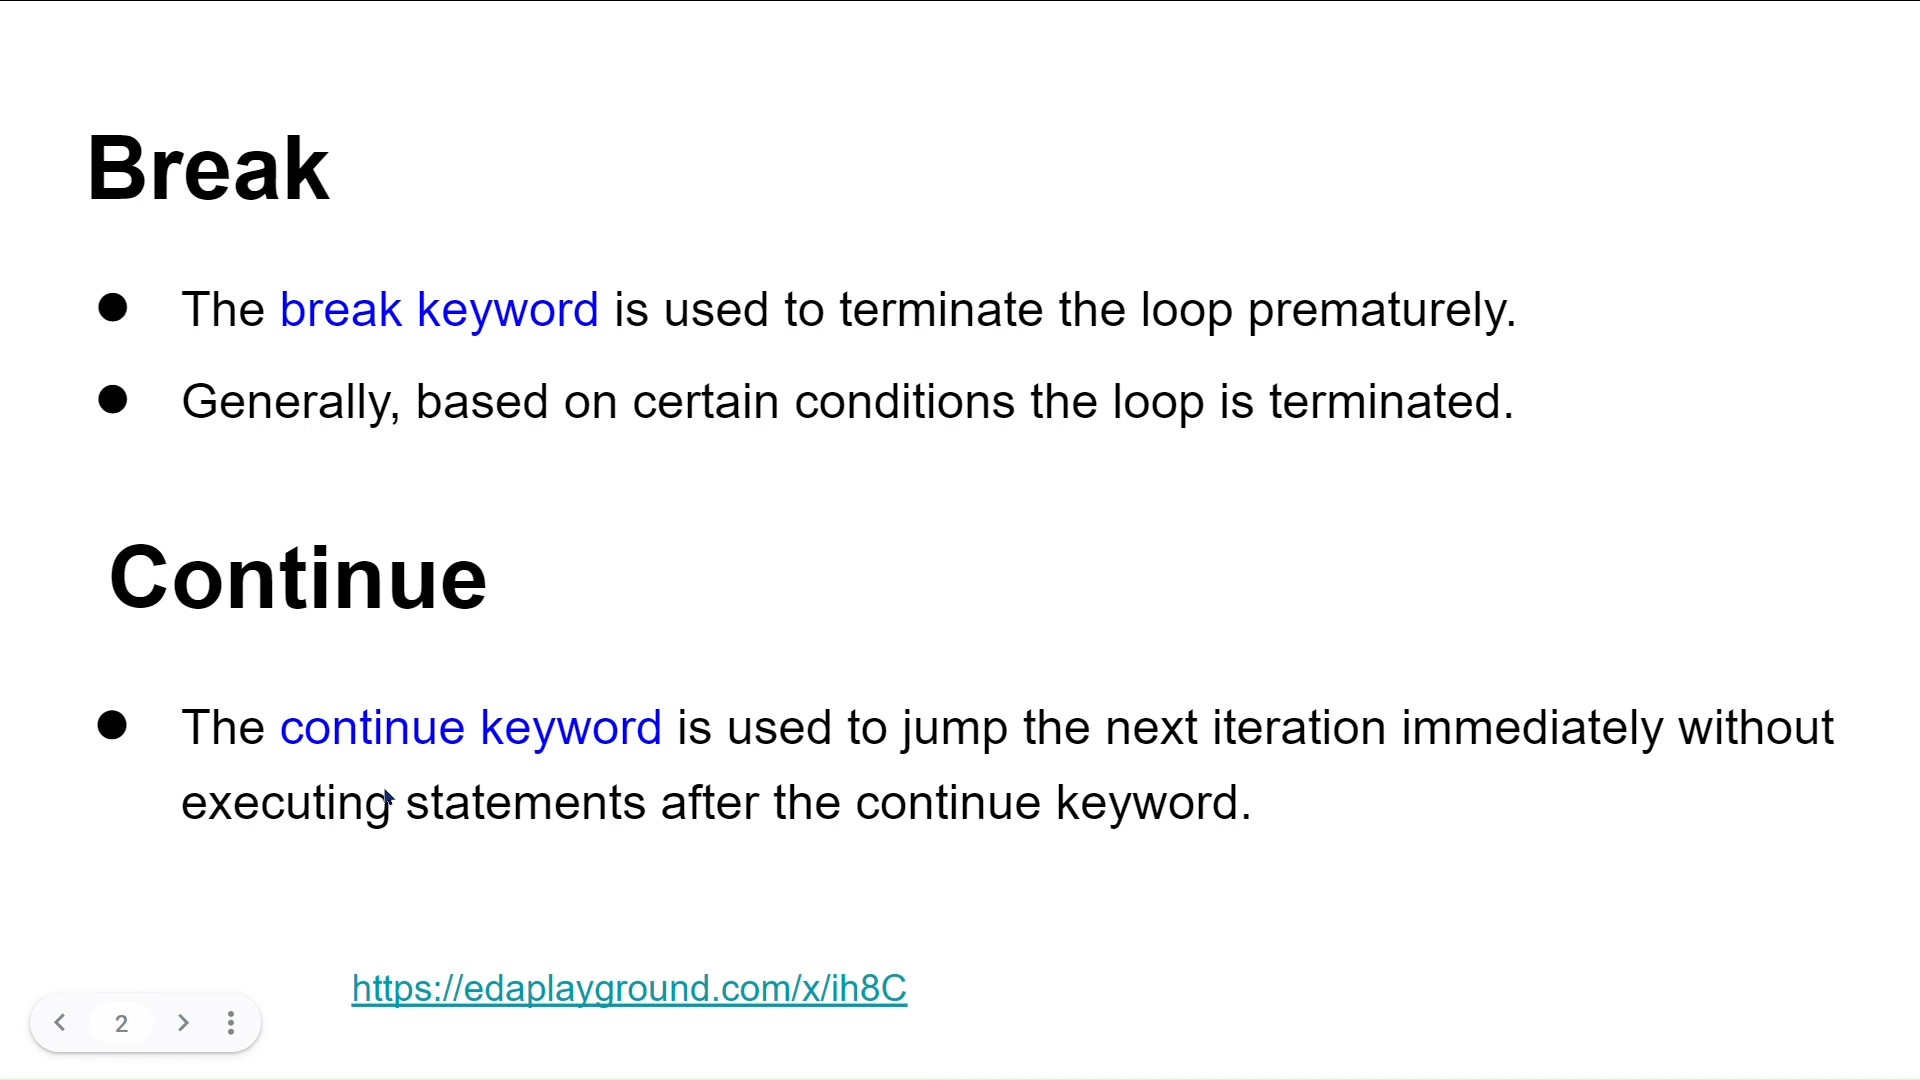 Break
● The break keyword is used to terminate the loop prematurely.
● Generally, based on certain conditions the loop is terminated.
Continue
● The continue keyword is used to jump the next iteration immediately without
executing statements after the continue keyword.
https://edaplayground.com/x/ih8C
2